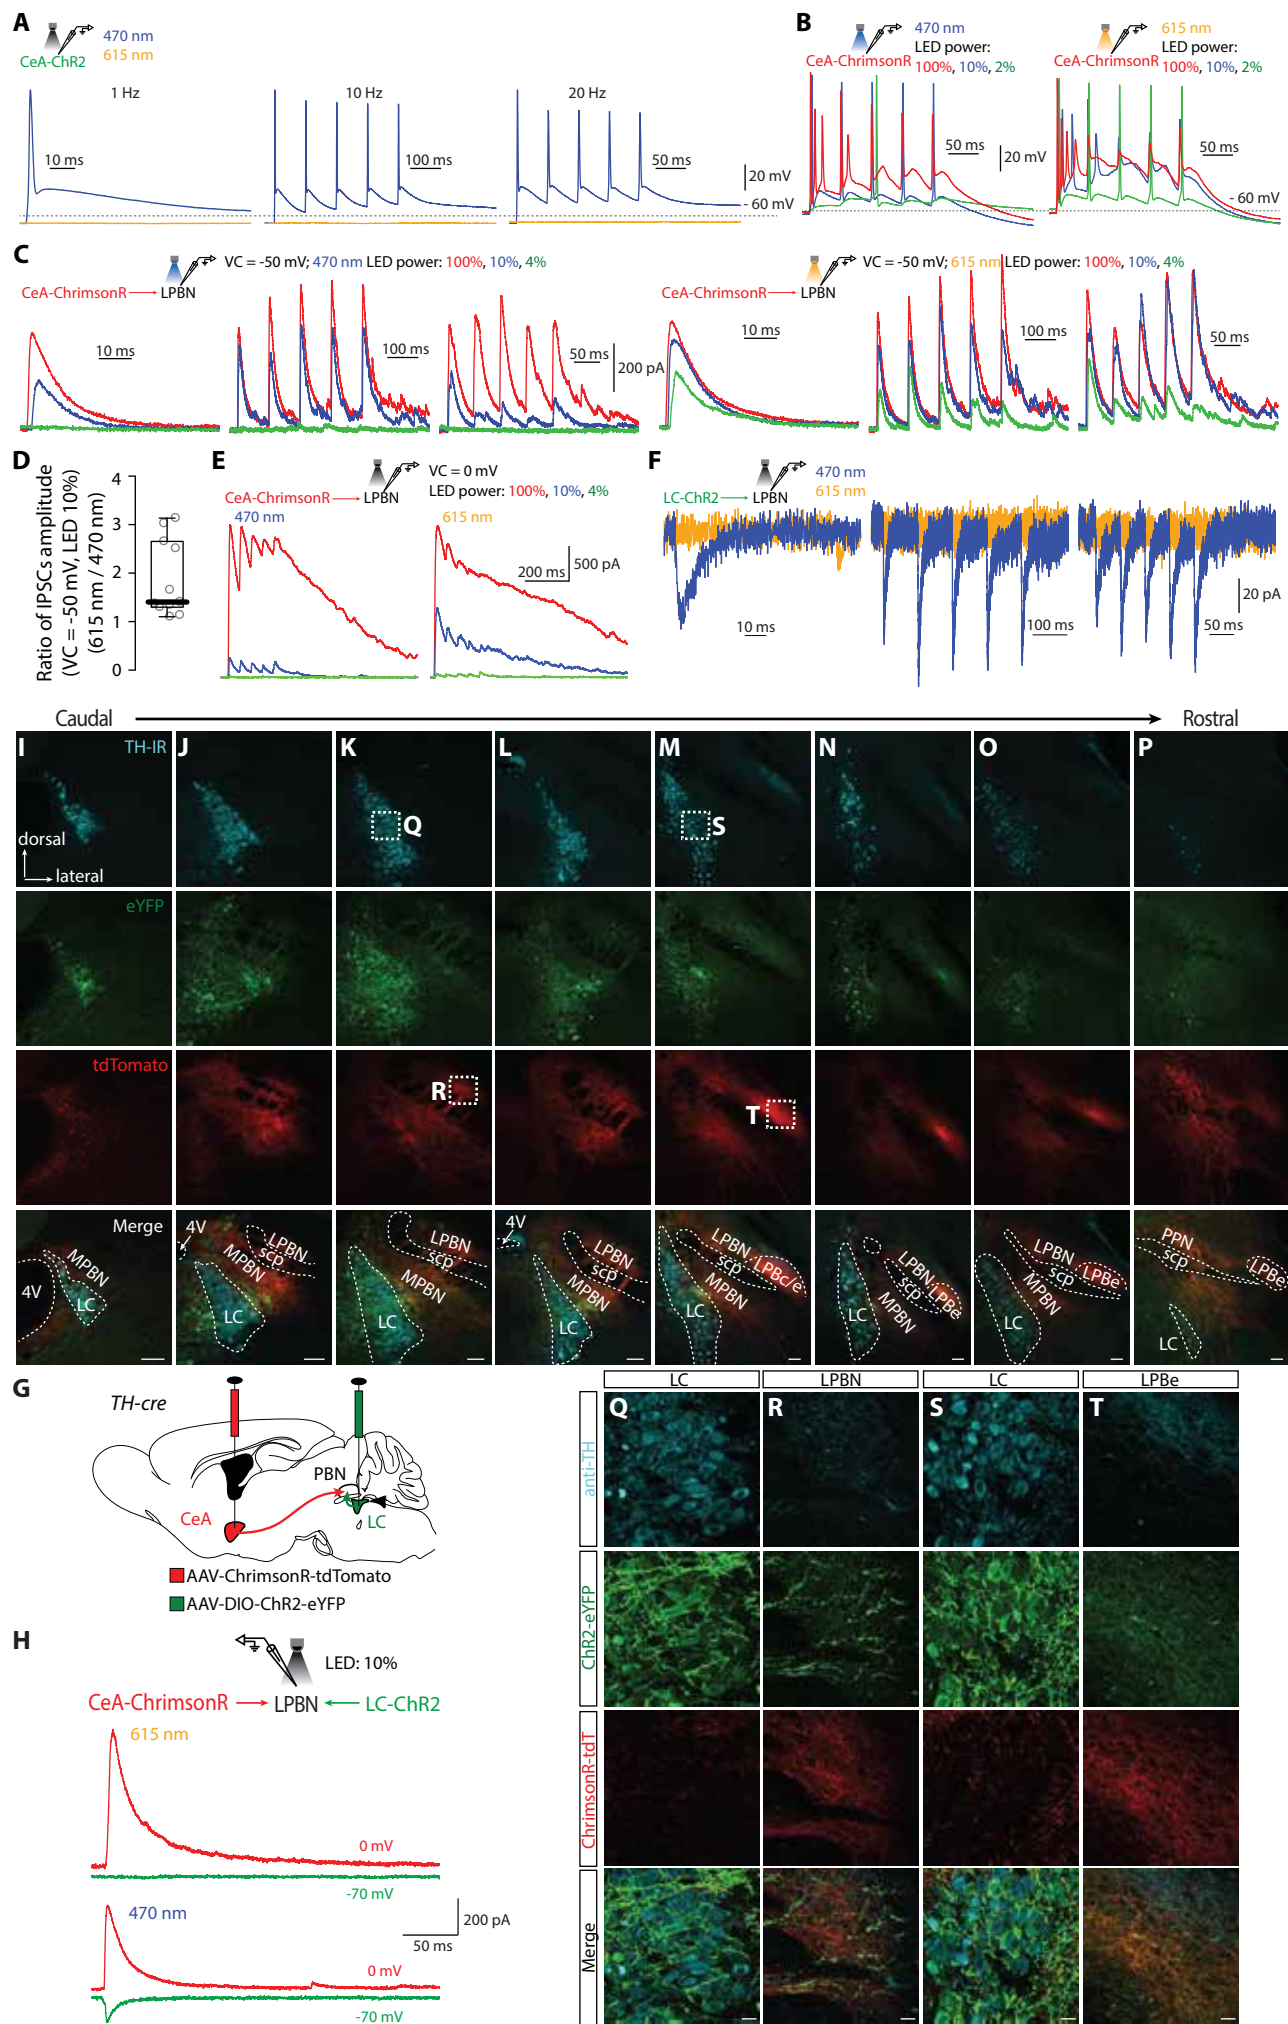 A
470 nm
615 nm
CeA-ChR2
1 Hz
10 Hz
20 Hz
10 ms
100 ms
50 ms
20 mV
- 60 mV
B
470 nm
LED power:
CeA-ChrimsonR
100%, 10%, 2%
615 nm
LED power:
CeA-ChrimsonR
100%, 10%, 2%
50 ms
20 mV
50 ms
- 60 mV
C
VC = -50 mV; 470 nm LED power: 100%, 10%, 4%
CeA-ChrimsonR
LPBN
10 ms
100 ms
50 ms
200 pA
VC = -50 mV; 615 nm LED power: 100%, 10%, 4%
CeA-ChrimsonR
LPBN
10 ms
100 ms
50 ms
D
Ratio of IPSCs amplitude
(VC = -50 mV, LED 10%)
(615 nm / 470 nm)
4
3
2
1
0
E
VC = 0 mV
LED power: 100%, 10%, 4%
CeA-ChrimsonR
LPBN
470 nm
615 nm
200 ms
500 pA
F
470 nm
615 nm
LC-ChR2
LPBN
10 ms
100 ms
50 ms
20 pA
Caudal
Rostral
I
TH-IR
J
K
L
M
N
O
P
Q
S
dorsal
lateral
eYFP
tdTomato
R
T
Merge
4V
MPBN
LC
4V
LPBN
scp
MPBN
LC
LPBN
scp
MPBN
LC
4V
LPBN
scp
MPBN
LC
LPBN
scp
LPBc/e
MPBN
LC
LPBN
scp
LPBe
MPBN
LC
LPBN
scp
LPBe
MPBN
LC
PPN
scp
LPBe
LC
G
TH-cre
PBN
CeA
LC
AAV-ChrimsonR-tdTomato
AAV-DIO-ChR2-eYFP
H
LED: 10%
CeA-ChrimsonR
LPBN
LC-ChR2
615 nm
0 mV
-70 mV
470 nm
200 pA
50 ms
0 mV
-70 mV
LC
LPBN
LC
LPBe
Q
R
S
T
anti-TH
ChR2-eYFP
ChrimsonR-tdT
Merge